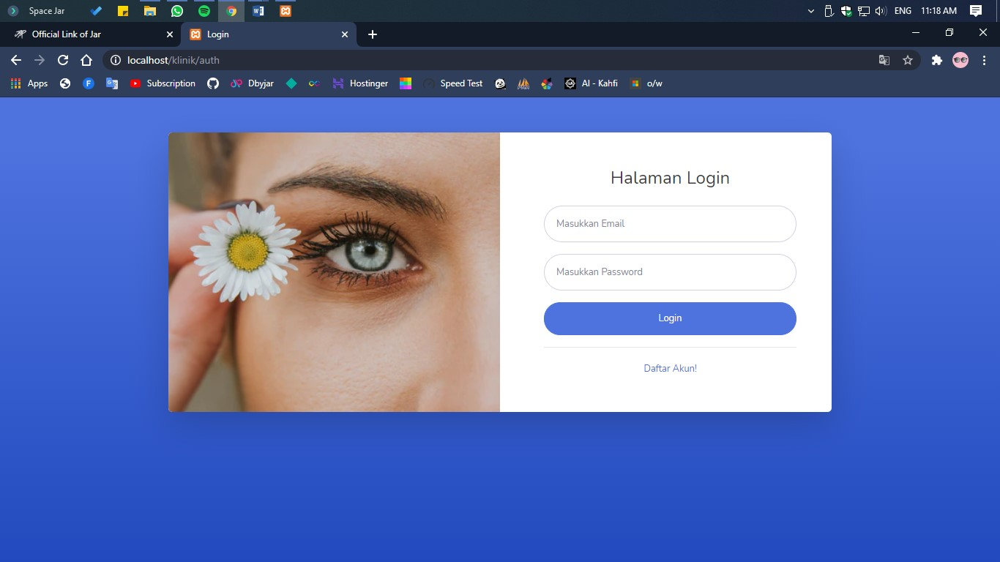 Space Jar
ENG 11:18 AM
Official Link of Jar
Login
localhost/klinik/auth
Apps
Subscription
Dbyjar
Hostinger
Speed Test
Al - Kahfi
o/w
Halaman Login
Masukkan Email
Masukkan Password
Login
Daftar Akun!